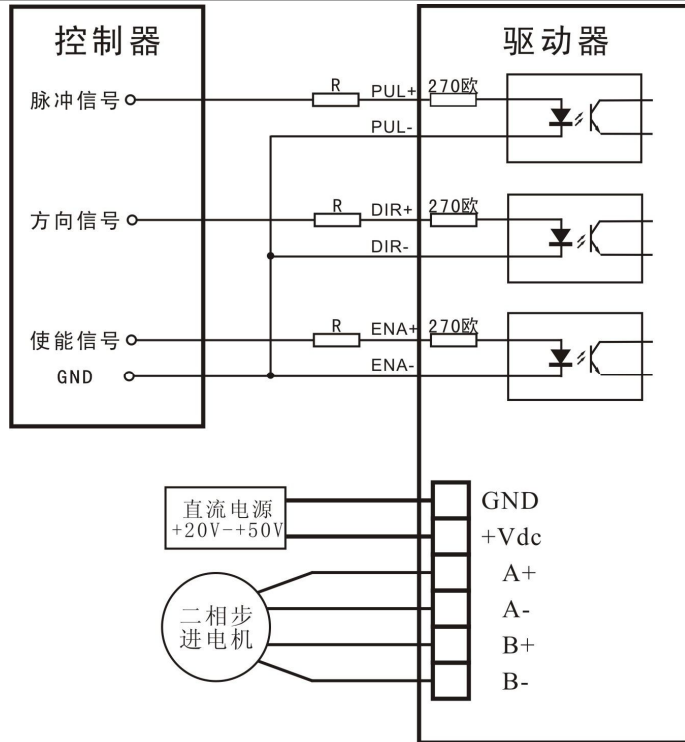 控制器
驱动器
脉冲信号
R
PUL+
270欧
PUL-
方向信号
R
DIR+
270欧
DIR-
使能信号
R
ENA+
270欧
GND
ENA-
直流电源
+20V-+50V
GND
+Vdc
二相步
进电机
A+
A-
B+
B-